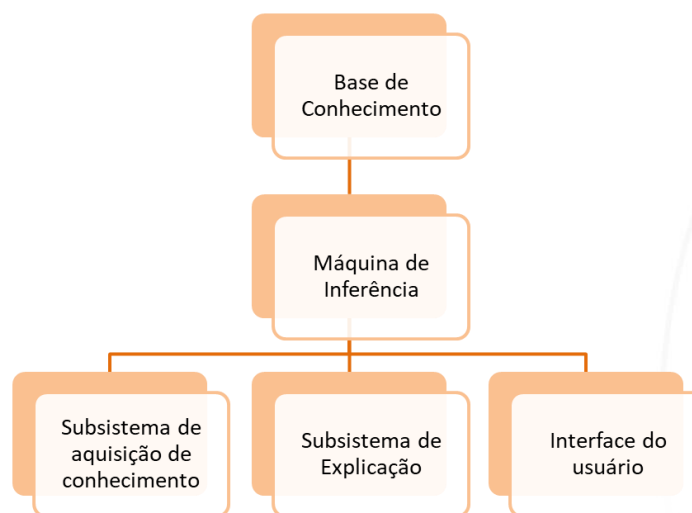 Base de
Conhecimento
Máquina de
Inferência
Subsistema de
aquisição de
conhecimento
Subsistema de
Explicação
Interface do
usuário